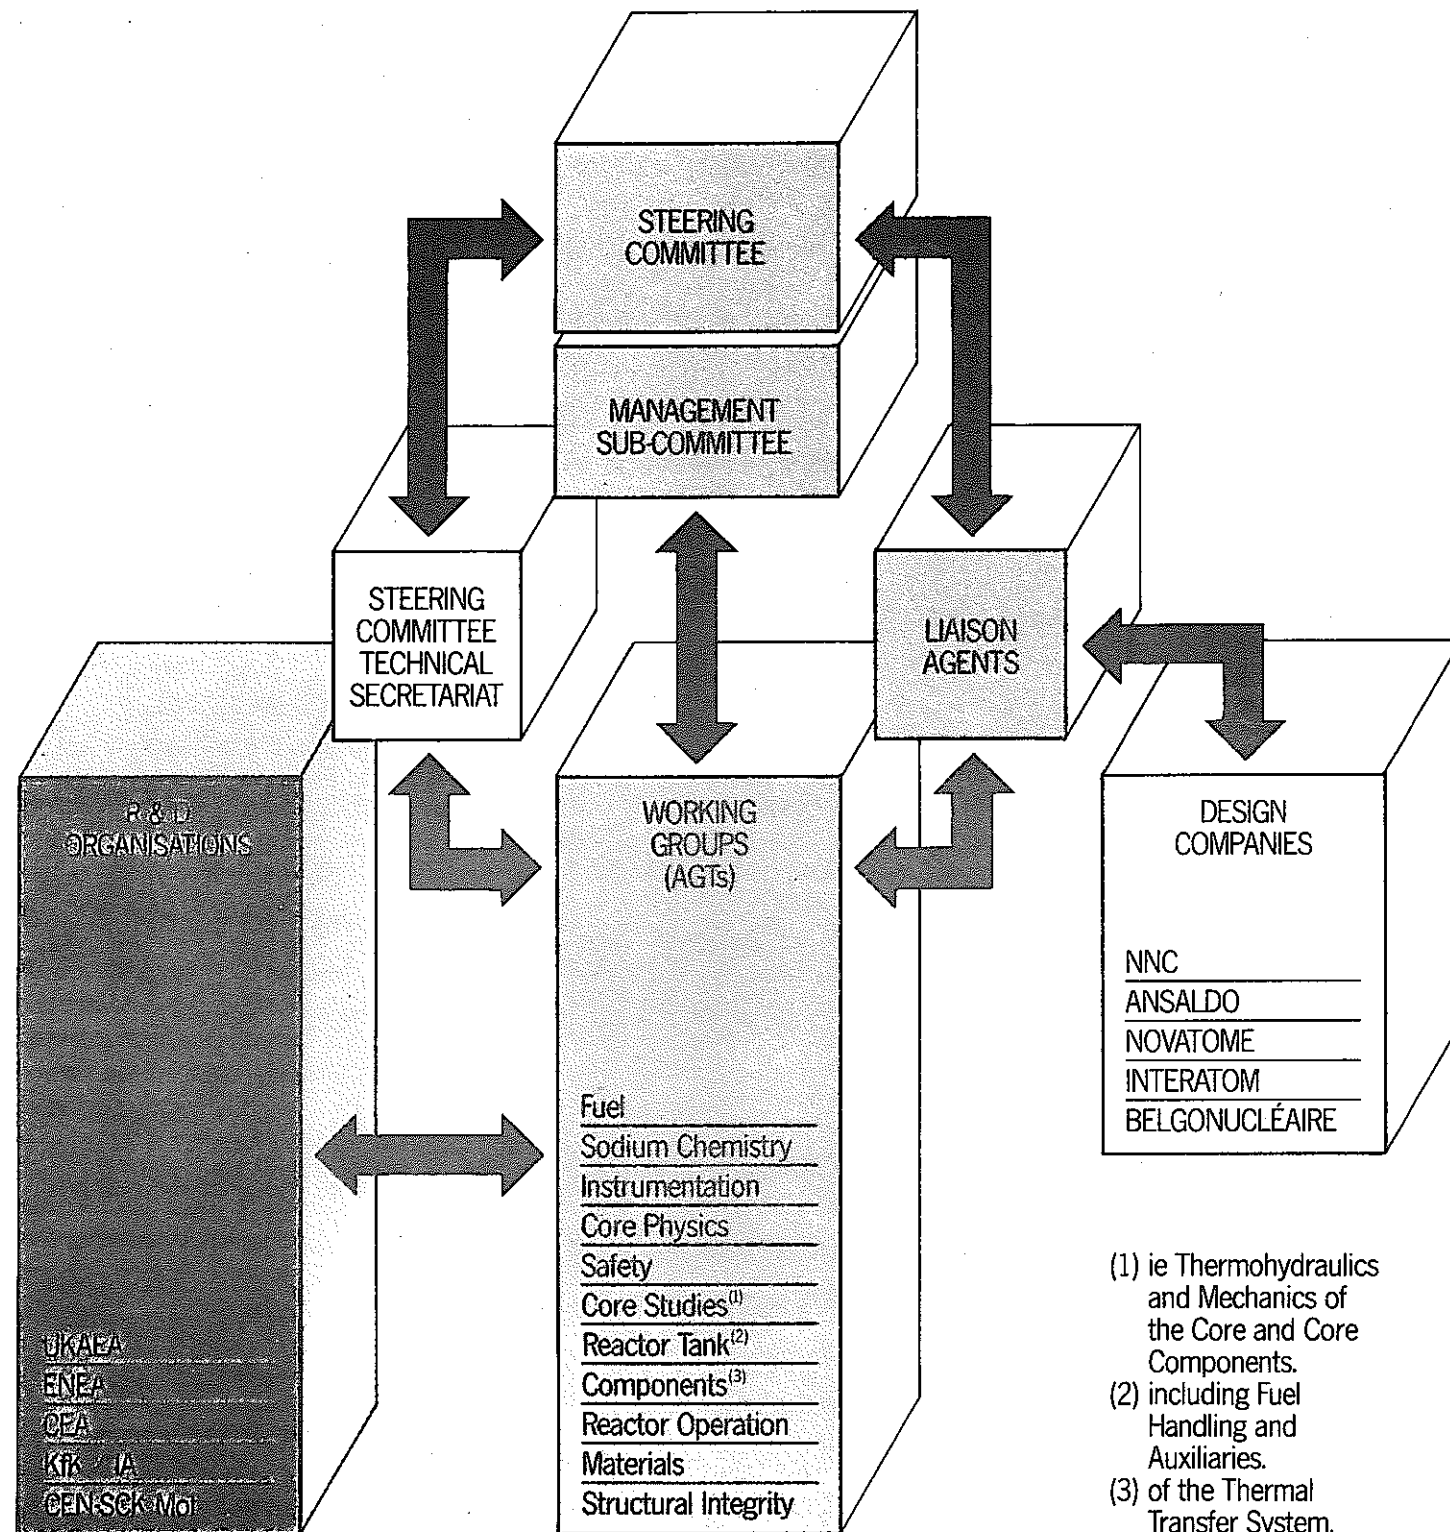 STEERING
COMMITTEE
MANAGEMENT
SUB-COMMITTEE
STEERING
COMMITTEE
TECHNICAL
SECRETARIAT
LIAISON
AGENTS
R & D
ORGANISATIONS
UKAEA
ENEA
CEA
KfK / IA
CEN-SCK-Mol
WORKING
GROUPS
(AGTs)
Fuel
Sodium Chemistry
Instrumentation
Core Physics
Safety
Core Studies(1)
Reactor Tank(2)
Components(3)
Reactor Operation
Materials
Structural Integrity
DESIGN
COMPANIES
NNC
ANSALDO
NOVATOME
INTERATOM
BELGONUCLÉAIRE
(1) ie Thermohydraulics
and Mechanics of
the Core and Core
Components.
(2) including Fuel
Handling and
Auxiliaries.
(3) of the Thermal
Transfer System.